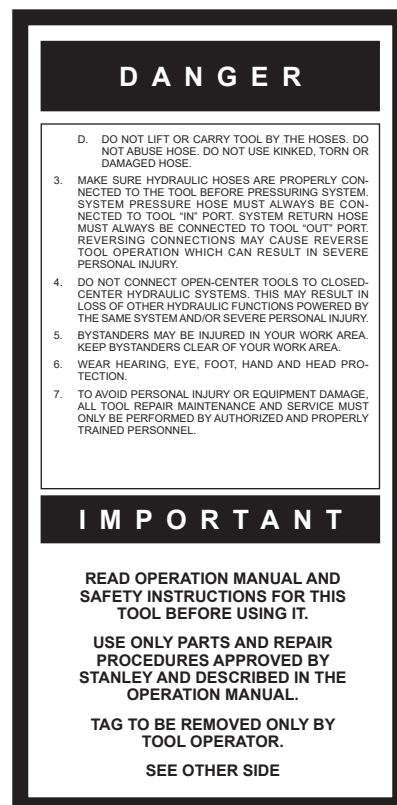 DANGER
D. DO NOT LIFT OR CARRY TOOL BY THE HOSES. DO
NOT ABUSE HOSE. DO NOT USE KINKED, TORN OR
DAMAGED HOSE.
3. MAKE SURE HYDRAULIC HOSES ARE PROPERLY CON-
NECTED TO THE TOOL BEFORE PRESSURING SYSTEM.
SYSTEM PRESSURE HOSE MUST ALWAYS BE CON-
NECTED TO TOOL “IN” PORT. SYSTEM RETURN HOSE
MUST ALWAYS BE CONNECTED TO TOOL “OUT” PORT.
REVERSING CONNECTIONS MAY CAUSE REVERSE
TOOL OPERATION WHICH CAN RESULT IN SEVERE
PERSONAL INJURY.
4. DO NOT CONNECT OPEN-CENTER TOOLS TO CLOSED-
CENTER HYDRAULIC SYSTEMS. THIS MAY RESULT IN
LOSS OF OTHER HYDRAULIC FUNCTIONS POWERED BY
THE SAME SYSTEM AND/OR SEVERE PERSONAL INJURY.
5. BYSTANDERS MAY BE INJURED IN YOUR WORK AREA.
KEEP BYSTANDERS CLEAR OF YOUR WORK AREA.
6. WEAR HEARING, EYE, FOOT, HAND AND HEAD PRO-
TECTION.
7. TO AVOID PERSONAL INJURY OR EQUIPMENT DAMAGE,
ALL TOOL REPAIR MAINTENANCE AND SERVICE MUST
ONLY BE PERFORMED BY AUTHORIZED AND PROPERLY
TRAINED PERSONNEL.
IMPORTANT
READ OPERATION MANUAL AND
SAFETY INSTRUCTIONS FOR THIS
TOOL BEFORE USING IT.
USE ONLY PARTS AND REPAIR
PROCEDURES APPROVED BY
STANLEY AND DESCRIBED IN THE
OPERATION MANUAL.
TAG TO BE REMOVED ONLY BY
TOOL OPERATOR.
SEE OTHER SIDE